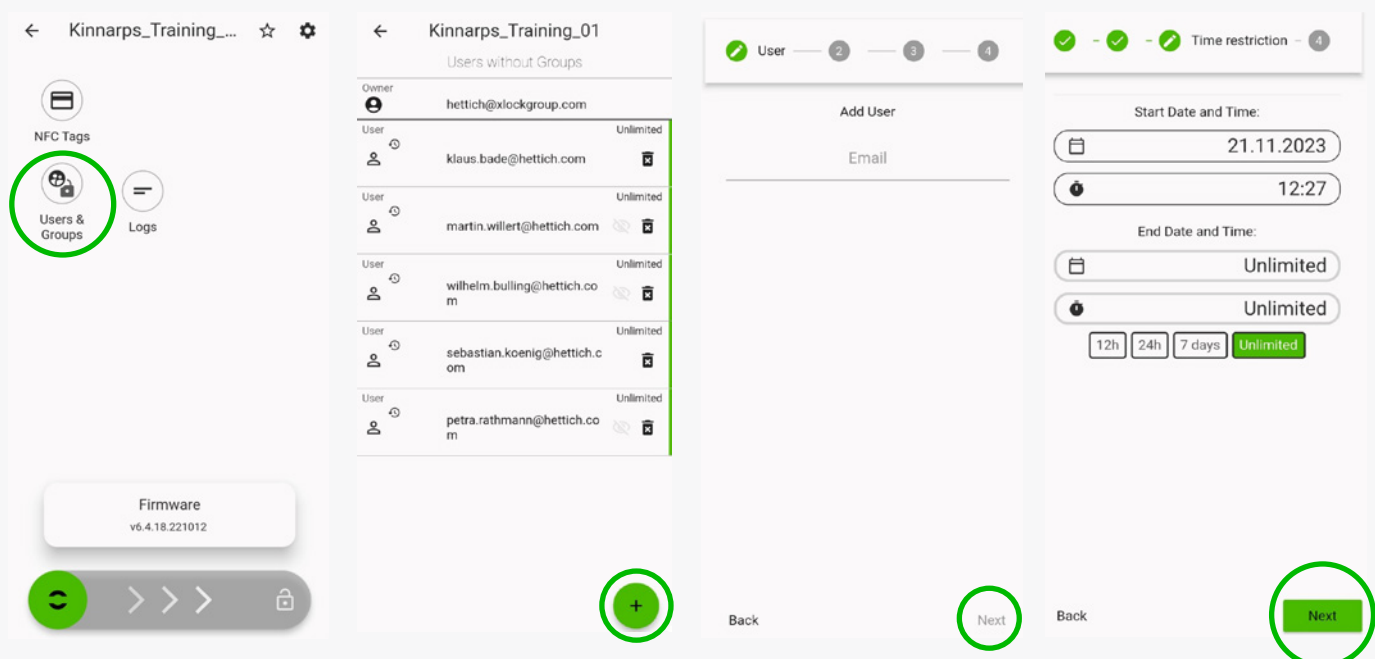 Kinnarps_Training_...
NFC Tags
Users &
Groups
Logs
Firmware
v6.4.18.221012
Kinnarps_Training_01
Users without Groups
Owner
hettich@xlockgroup.com
User
Unlimited
klaus.bade@hettich.com
User
Unlimited
martin.willert@hettich.com
User
Unlimited
wilhelm.bulling@hettich.co
m
User
Unlimited
sebastian.koenig@hettich.c
om
User
Unlimited
petra.rathmann@hettich.co
m
+
User 2 3 4
Add User
Email
Back
Next
Time restriction 4
Start Date and Time:
21.11.2023
12:27
End Date and Time:
Unlimited
Unlimited
12h 24h 7 days Unlimited
Back
Next